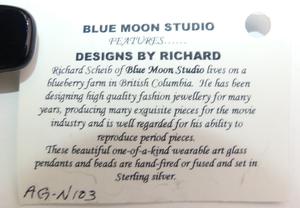 BLUE MOON STUDIO
FEATURES......
DESIGNS BY RICHARD
Richard Scheib of Blue Moon Studio lives on a
blueberry farm in British Columbia. He has been
designing high quality fashion jewellery for many
years, producing many exquisite pieces for the movie
industry and is well regarded for his ability to
reproduce period pieces.
These beautiful one-of-a-kind wearable art glass
pendants and beads are hand-fired or fused and set in
Sterling silver.
AG-N103